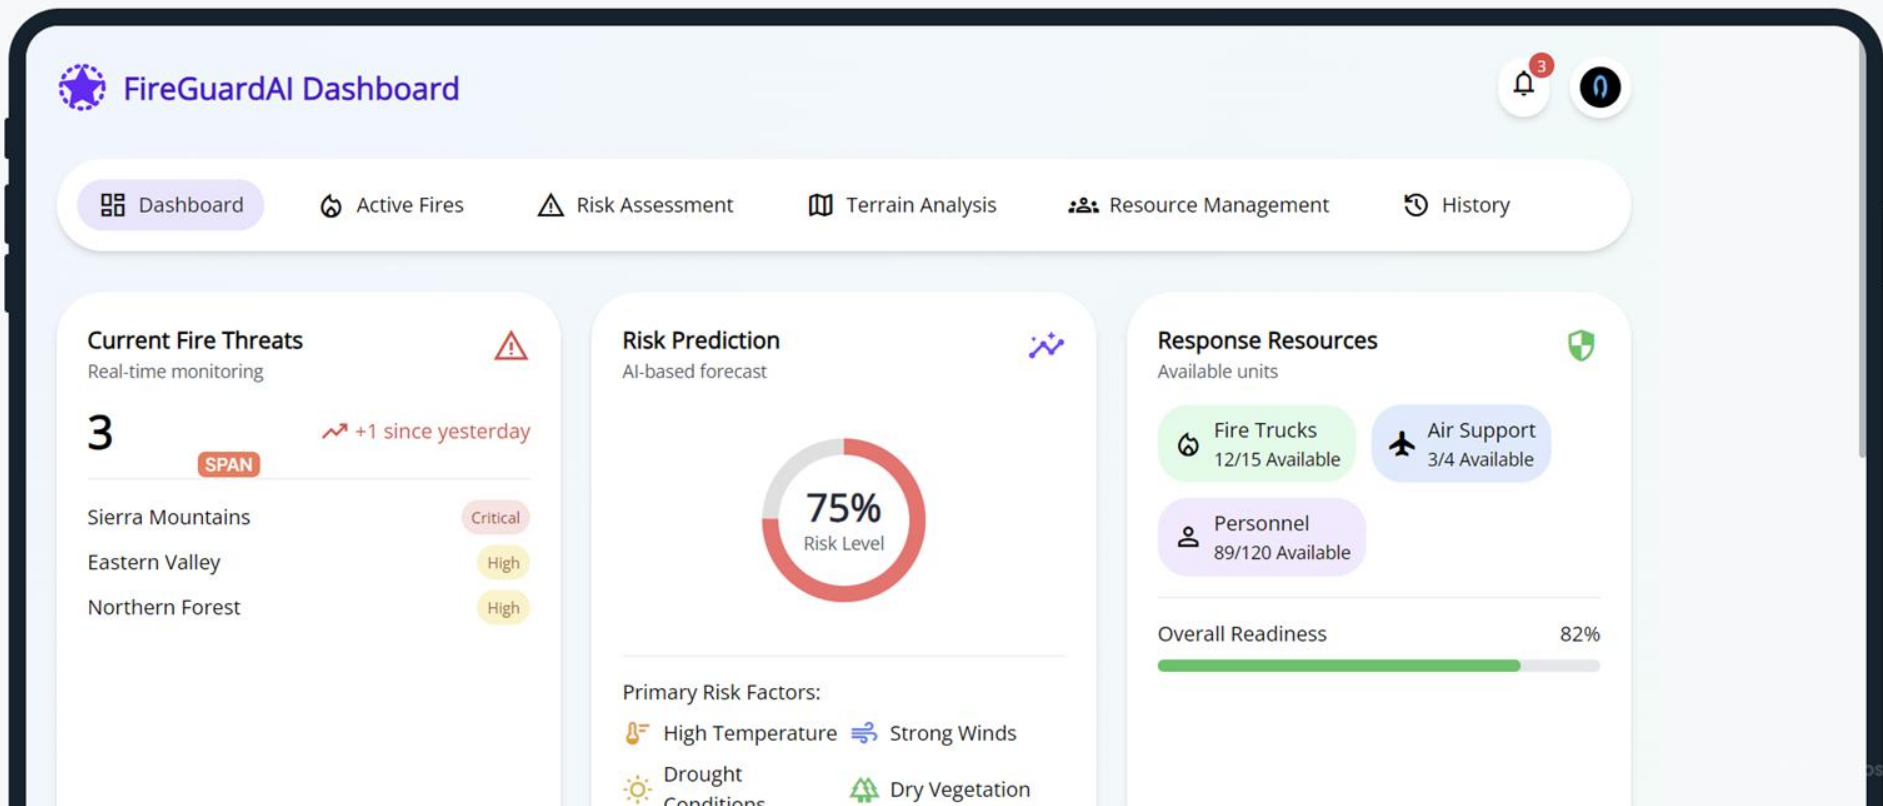 FireGuardAI Dashboard
3
Dashboard
Active Fires
Risk Assessment
Terrain Analysis
Resource Management
History
Current Fire Threats
Real-time monitoring
3
+1 since yesterday
SPAN
Sierra Mountains
Critical
Eastern Valley
High
Northern Forest
High
Risk Prediction
AI-based forecast
75%
Risk Level
Primary Risk Factors:
High Temperature
Strong Winds
Drought
Conditions
Dry Vegetation
Response Resources
Available units
Fire Trucks
12/15 Available
Air Support
3/4 Available
Personnel
89/120 Available
Overall Readiness
82%